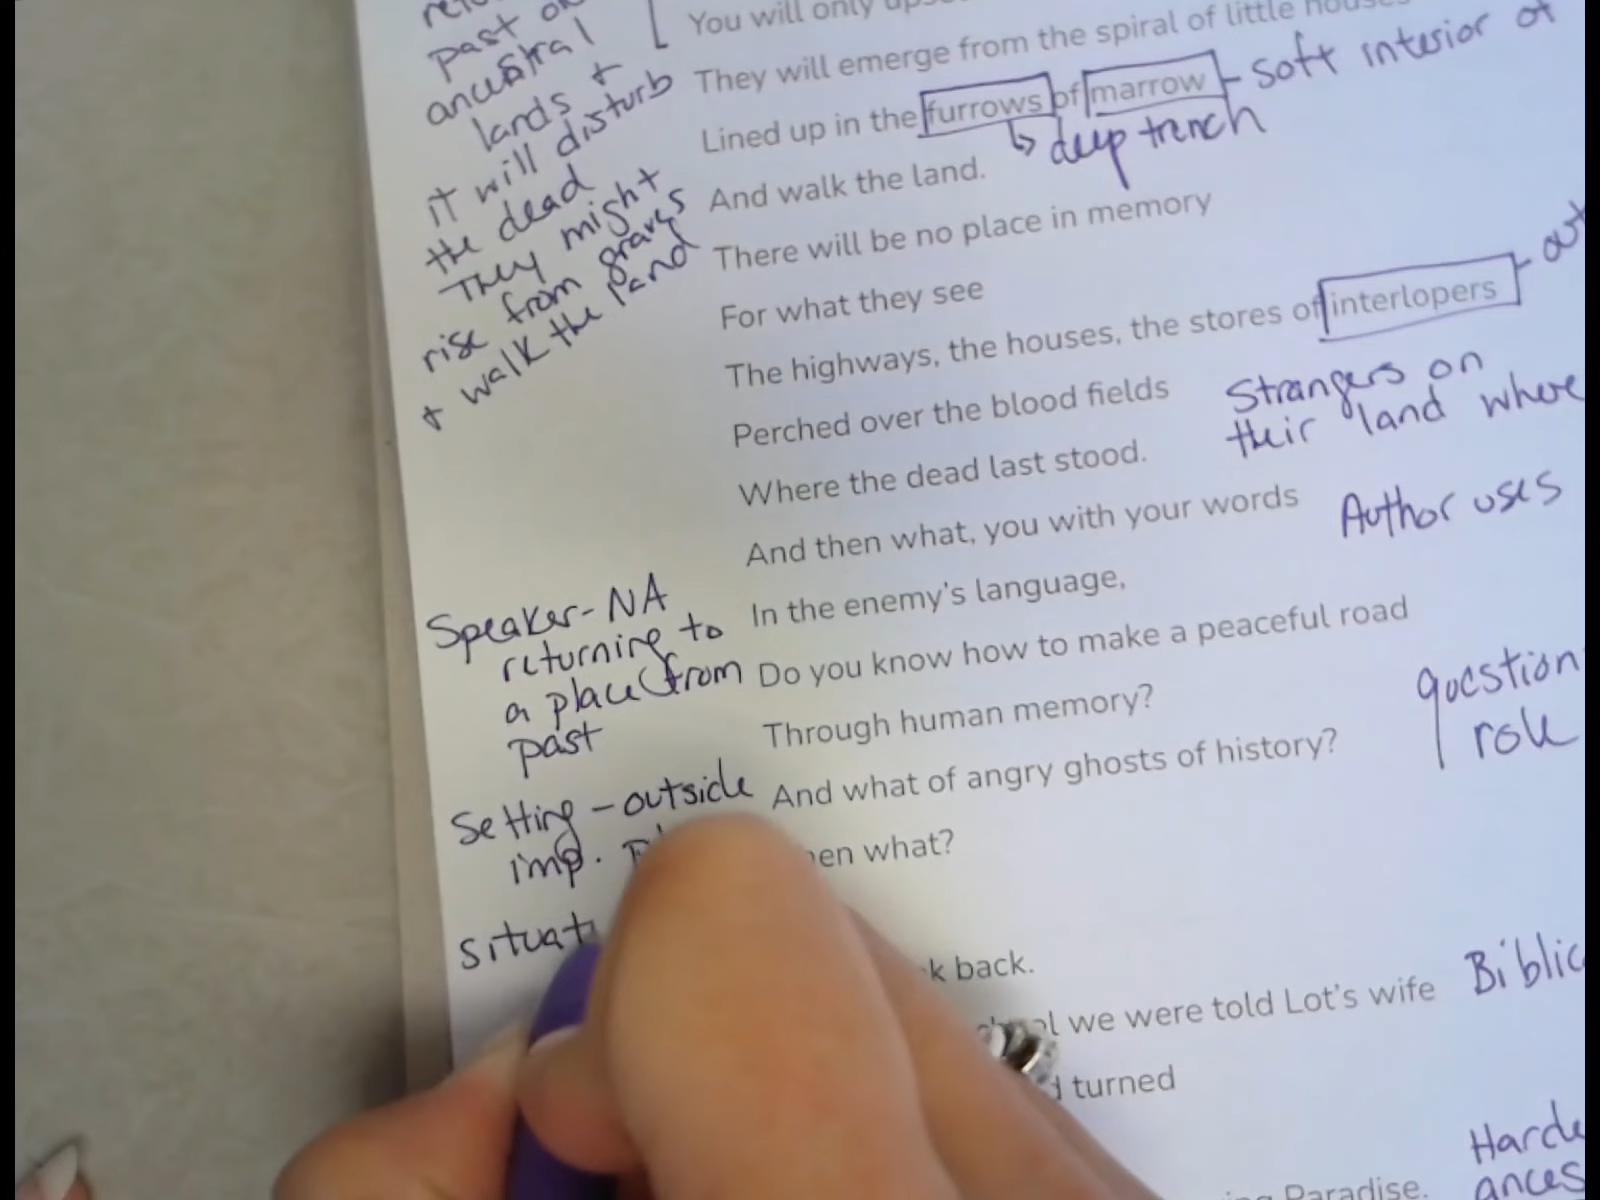 past
ancestral
lands +
it will disturb
the dead
They might
rise from graves
+ walk the land
You will only
They will emerge from the spiral of little
Lined up in the furrows of marrow - soft interior of
↳ deep trench
And walk the land.
There will be no place in memory
For what they see
The highways, the houses, the stores of interlopers
Perched over the blood fields
Strangers on
their land where
Where the dead last stood.
And then what, you with your words
Author uses
In the enemy's language,
Do you know how to make a peaceful road
Through human memory?
question
role
And what of angry ghosts of history?
what?
Speaker - NA
returning to
a place from
past
Setting - outside
imp.
back.
we were told Lot's wife
turned
Paradise.